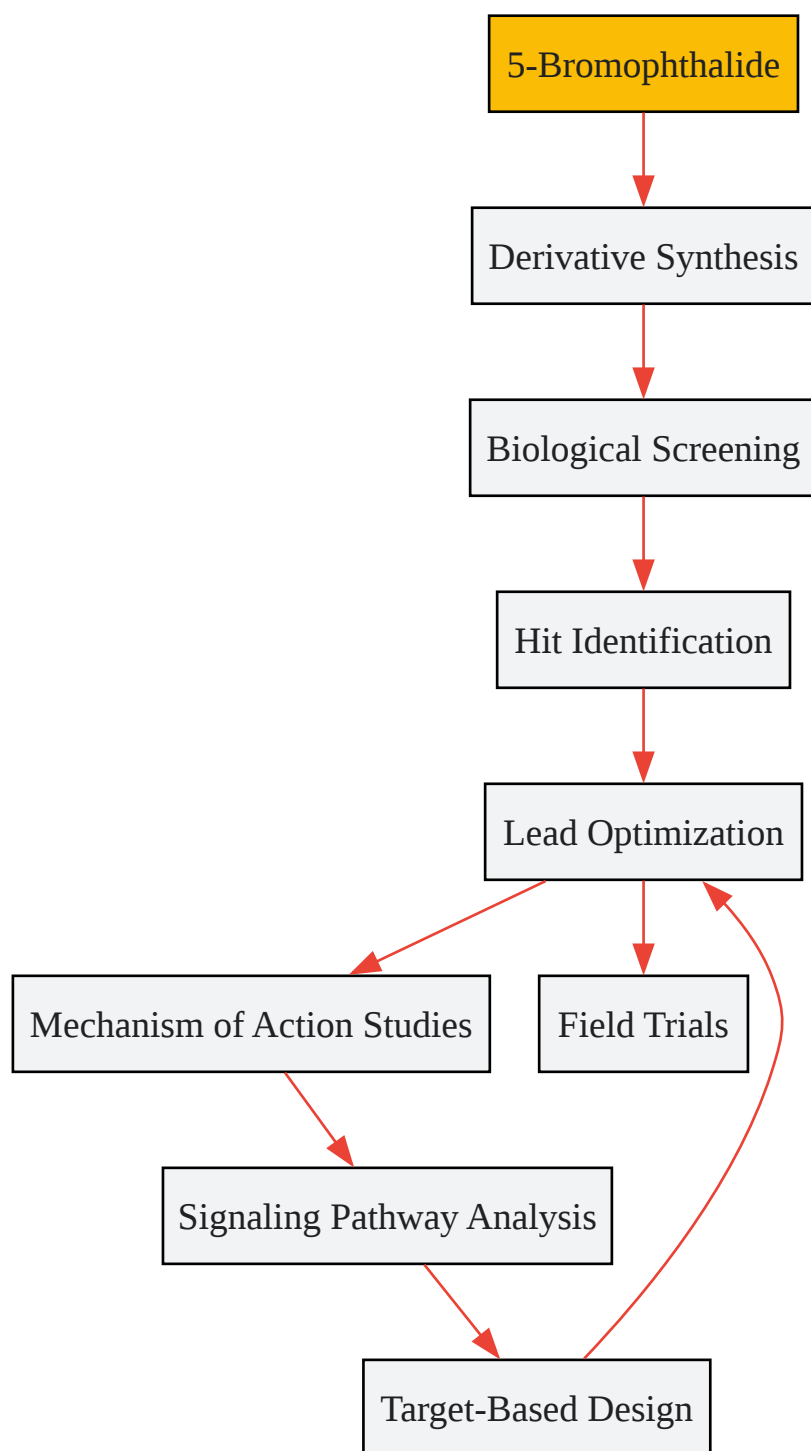 5-Bromophthalide
Derivative Synthesis
Biological Screening
Hit Identification
Lead Optimization
Mechanism of Action Studies
Field Trials
Signaling Pathway Analysis
Target-Based Design